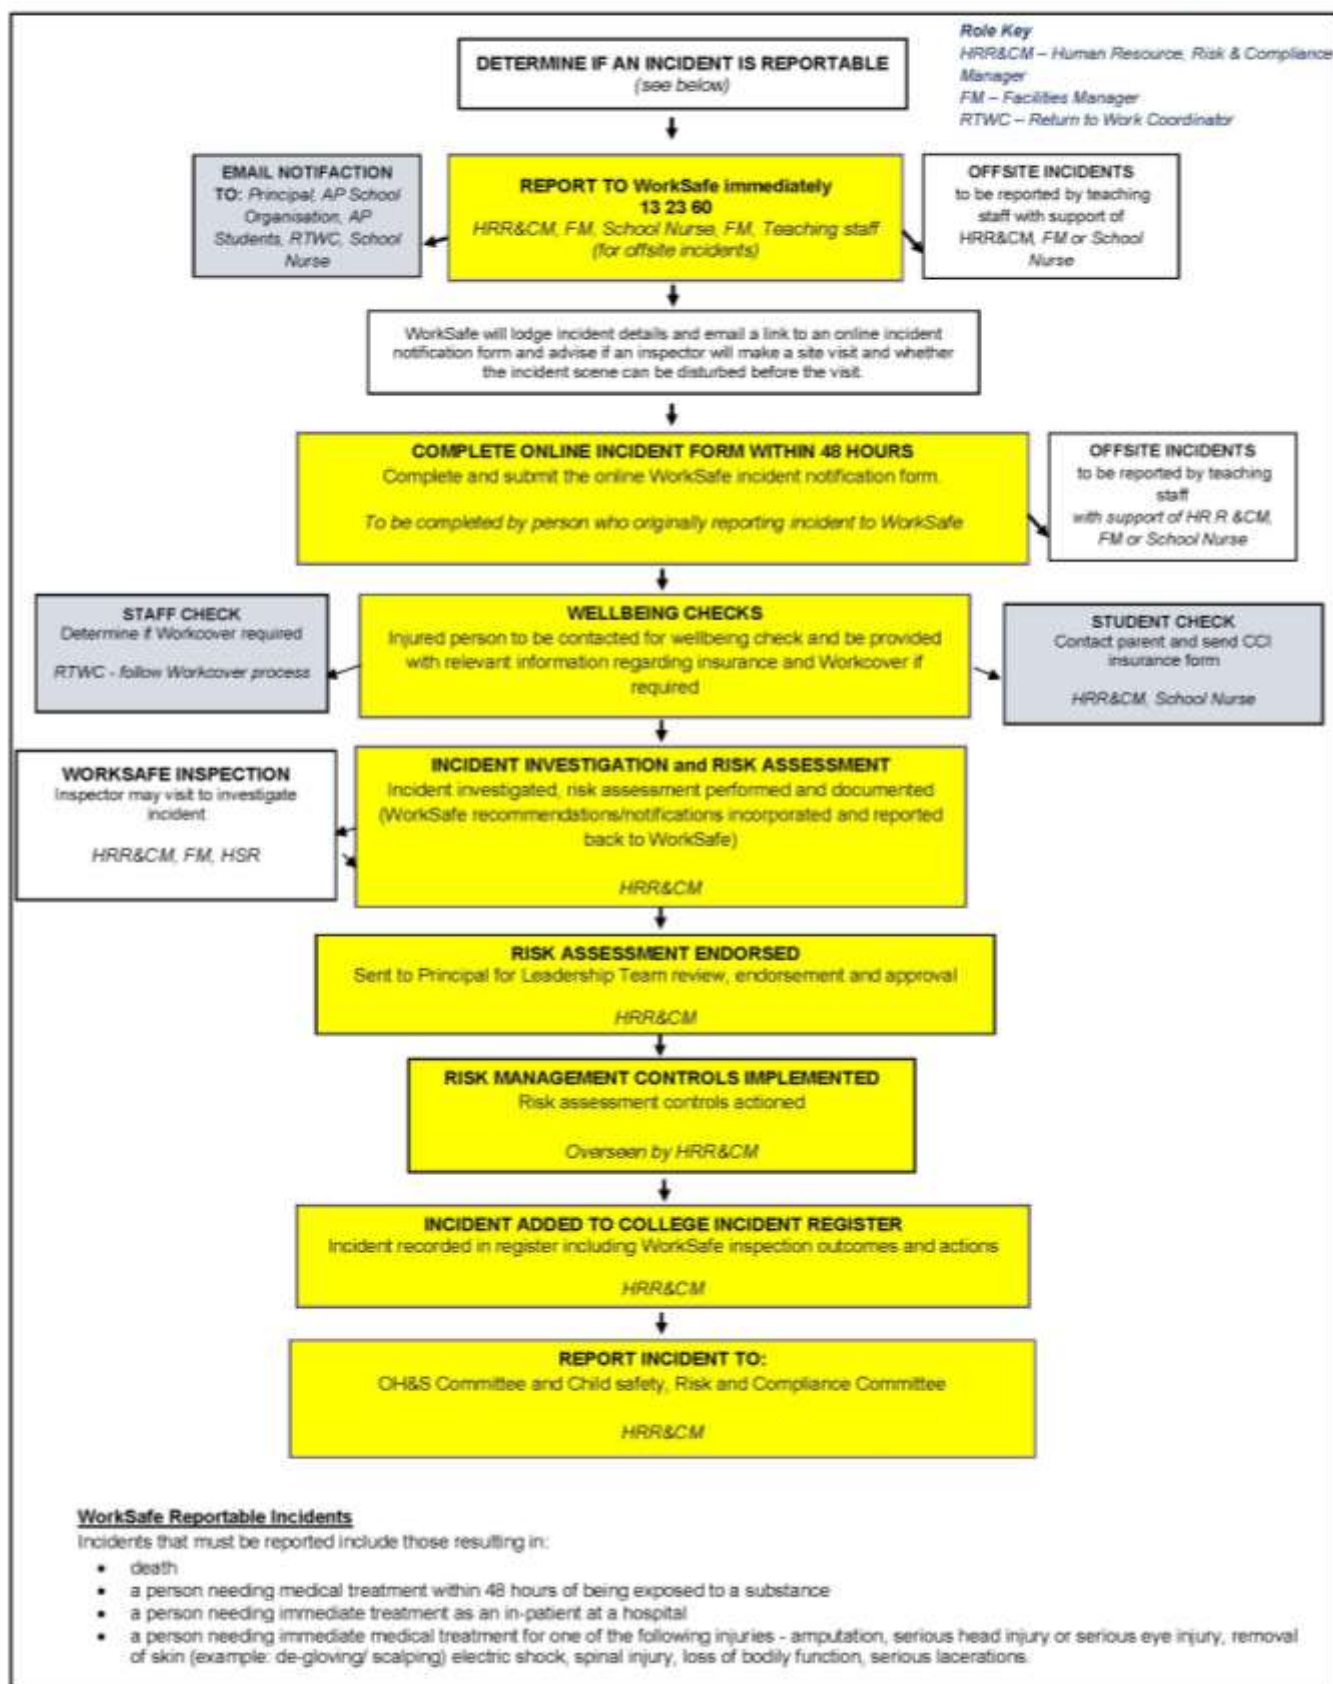 Role Key
HRR&CM – Human Resource, Risk & Compliance
Manager
FM – Facilities Manager
RTWC – Return to Work Coordinator
DETERMINE IF AN INCIDENT IS REPORTABLE
(see below)
EMAIL NOTIFACTION
TO: Principal, AP School
Organisation, AP
Students, RTWC, School
Nurse
REPORT TO WorkSafe immediately
13 23 60
HRR&CM, FM, School Nurse, FM, Teaching staff
(for offsite incidents)
OFFSITE INCIDENTS
to be reported by teaching
staff with support of
HRR&CM, FM or School
Nurse
WorkSafe will lodge incident details and email a link to an online incident
notification form and advise if an inspector will make a site visit and whether
the incident scene can be disturbed before the visit.
COMPLETE ONLINE INCIDENT FORM WITHIN 48 HOURS
Complete and submit the online WorkSafe incident notification form.
To be completed by person who originally reporting incident to WorkSafe
OFFSITE INCIDENTS
to be reported by teaching
staff
with support of HR R &CM,
FM or School Nurse
STAFF CHECK
Determine if Workcover required
RTWC - follow Workcover process
WELLBEING CHECKS
Injured person to be contacted for wellbeing check and be provided
with relevant information regarding insurance and Workcover if
required
STUDENT CHECK
Contact parent and send CCI
insurance form
HRR&CM, School Nurse
WORKSAFE INSPECTION
Inspector may visit to investigate
incident
HRR&CM, FM, HSR
INCIDENT INVESTIGATION and RISK ASSESSMENT
Incident investigated, risk assessment performed and documented
(WorkSafe recommendations/notifications incorporated and reported
back to WorkSafe)
HRR&CM
RISK ASSESSMENT ENDORSED
Sent to Principal for Leadership Team review, endorsement and approval
HRR&CM
RISK MANAGEMENT CONTROLS IMPLEMENTED
Risk assessment controls actioned
Overseen by HRR&CM
INCIDENT ADDED TO COLLEGE INCIDENT REGISTER
Incident recorded in register including WorkSafe inspection outcomes and actions
HRR&CM
REPORT INCIDENT TO:
OH&S Committee and Child safety, Risk and Compliance Committee
HRR&CM
WorkSafe Reportable Incidents
Incidents that must be reported include those resulting in:
• death
• a person needing medical treatment within 48 hours of being exposed to a substance
• a person needing immediate treatment as an in-patient at a hospital
• a person needing immediate medical treatment for one of the following injuries - amputation, serious head injury or serious eye injury, removal
of skin (example: de-gloving/ scalping) electric shock, spinal injury, loss of bodily function, serious lacerations.